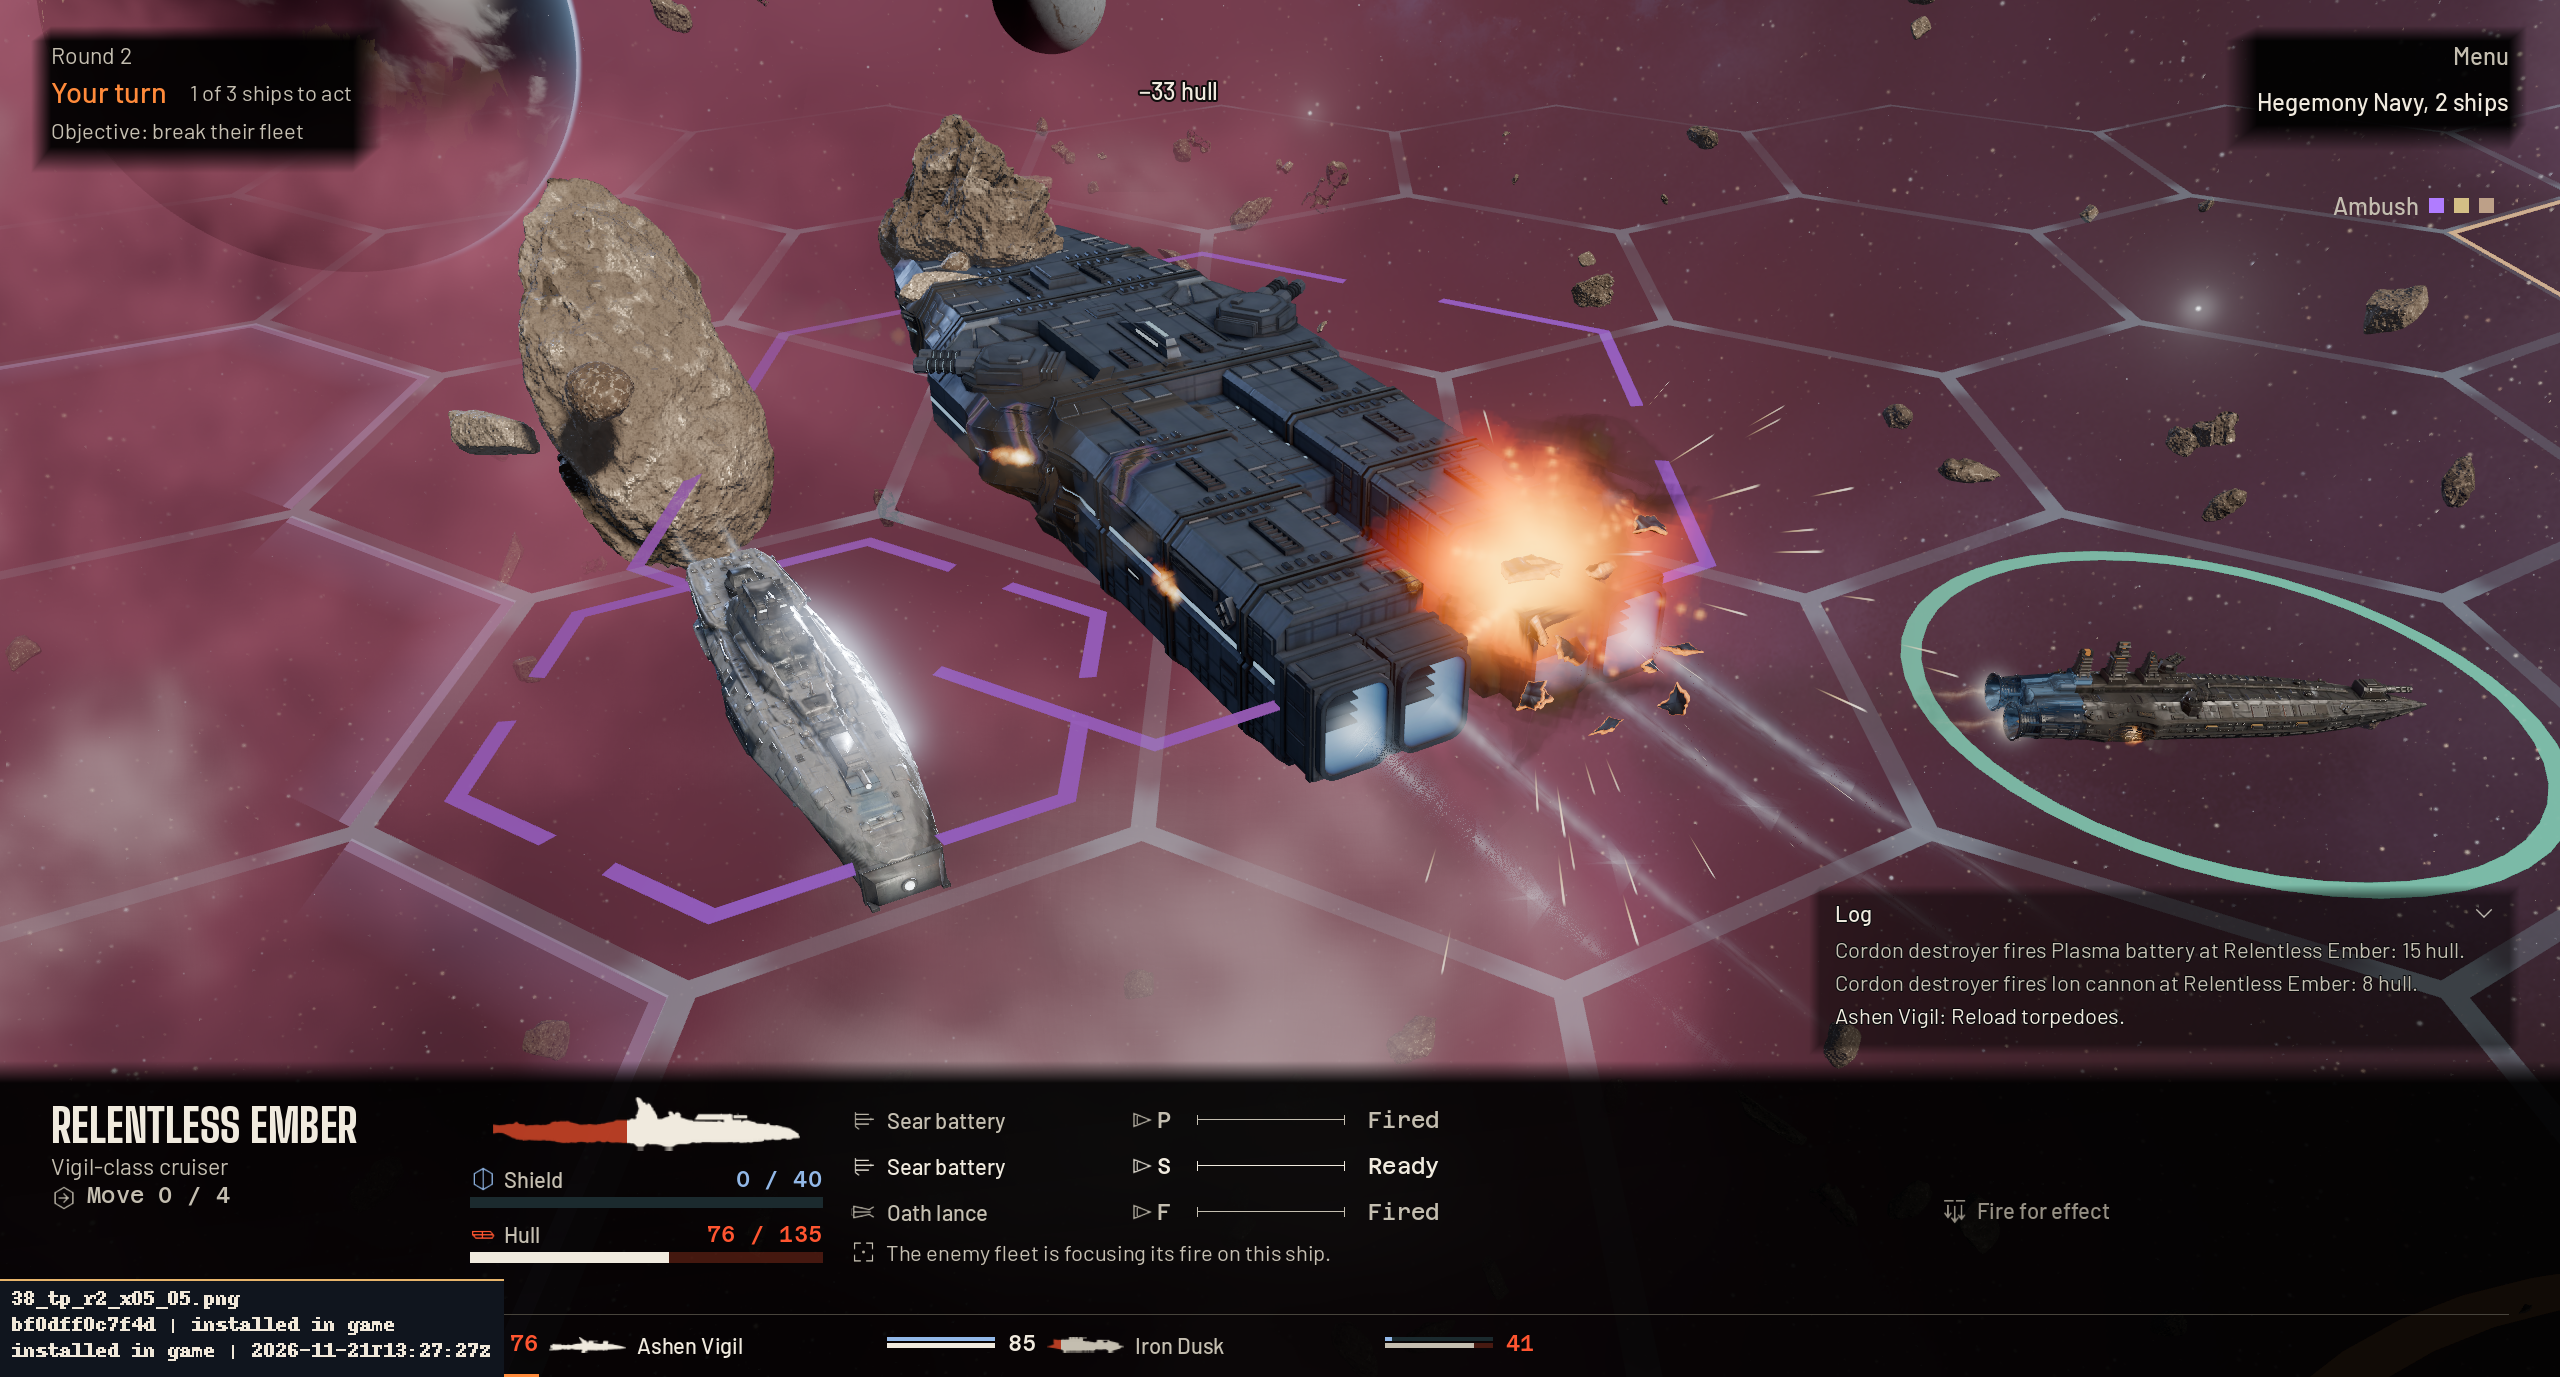 Round 2
Your turn 1 of 3 ships to act
Objective: break their fleet
−33 hull
Menu
Hegemony Navy, 2 ships
Ambush
Log
Cordon destroyer fires Plasma battery at Relentless Ember: 15 hull.
Cordon destroyer fires Ion cannon at Relentless Ember: 8 hull.
Ashen Vigil: Reload torpedoes.
RELENTLESS EMBER
Vigil-class cruiser
Move 0 / 4
Shield 0 / 40
Hull 76 / 135
Sear battery P Fired
Sear battery S Ready
Oath lance F Fired
The enemy fleet is focusing its fire on this ship.
Fire for effect
38_tp_r2_x05_05.png
bf0dff0c7f4d | installed in game
installed in game | 2026-11-21r13:27:27z
76 Ashen Vigil 85 Iron Dusk 41